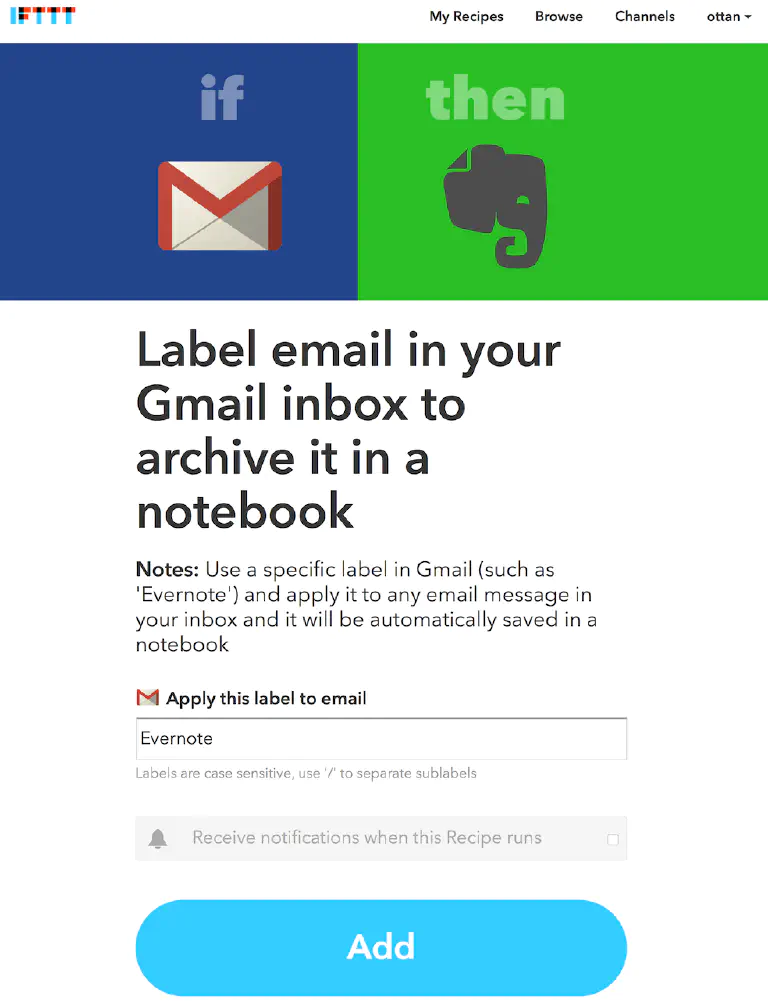 IFTTT
My Recipes Browse Channels ottan
if then
Label email in your
Gmail inbox to
archive it in a
notebook
Notes: Use a specific label in Gmail (such as
'Evernote') and apply it to any email message in
your inbox and it will be automatically saved in a
notebook
Apply this label to email
Evernote
Labels are case sensitive, use '/' to separate sublabels
Receive notifications when this Recipe runs
Add